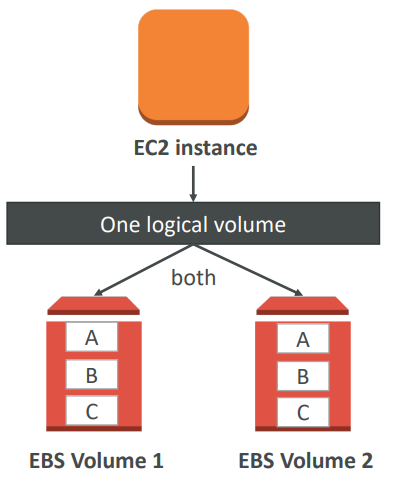 EC2 instance
One logical volume
both
A
B
C
A
B
C
EBS Volume 1
EBS Volume 2